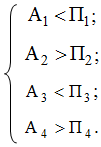 А₁ < П₁;
А₂ > П₂;
А₃ < П₃;
А₄ > П₄.